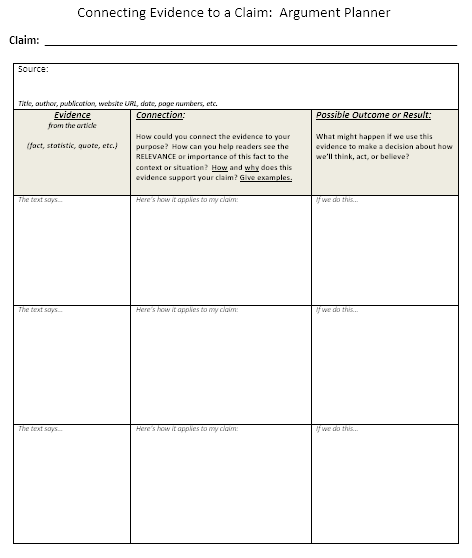 Connecting Evidence to a Claim: Argument Planner
Claim:
Source:
Title, author, publication, website URL, date, page numbers, etc.
Evidence
from the article
(fact, statistic, quote, etc.)
Connection:
How could you connect the evidence to your
purpose? How can you help readers see the
RELEVANCE or importance of this fact to the
context or situation? How and why does this
evidence support your claim? Give examples.
Possible Outcome or Result:
What might happen if we use this
evidence to make a decision about how
we'll think, act, or believe?
The text says...
Here's how it applies to my claim:
If we do this...
The text says...
Here's how it applies to my claim:
If we do this...
The text says...
Here's how it applies to my claim:
If we do this...